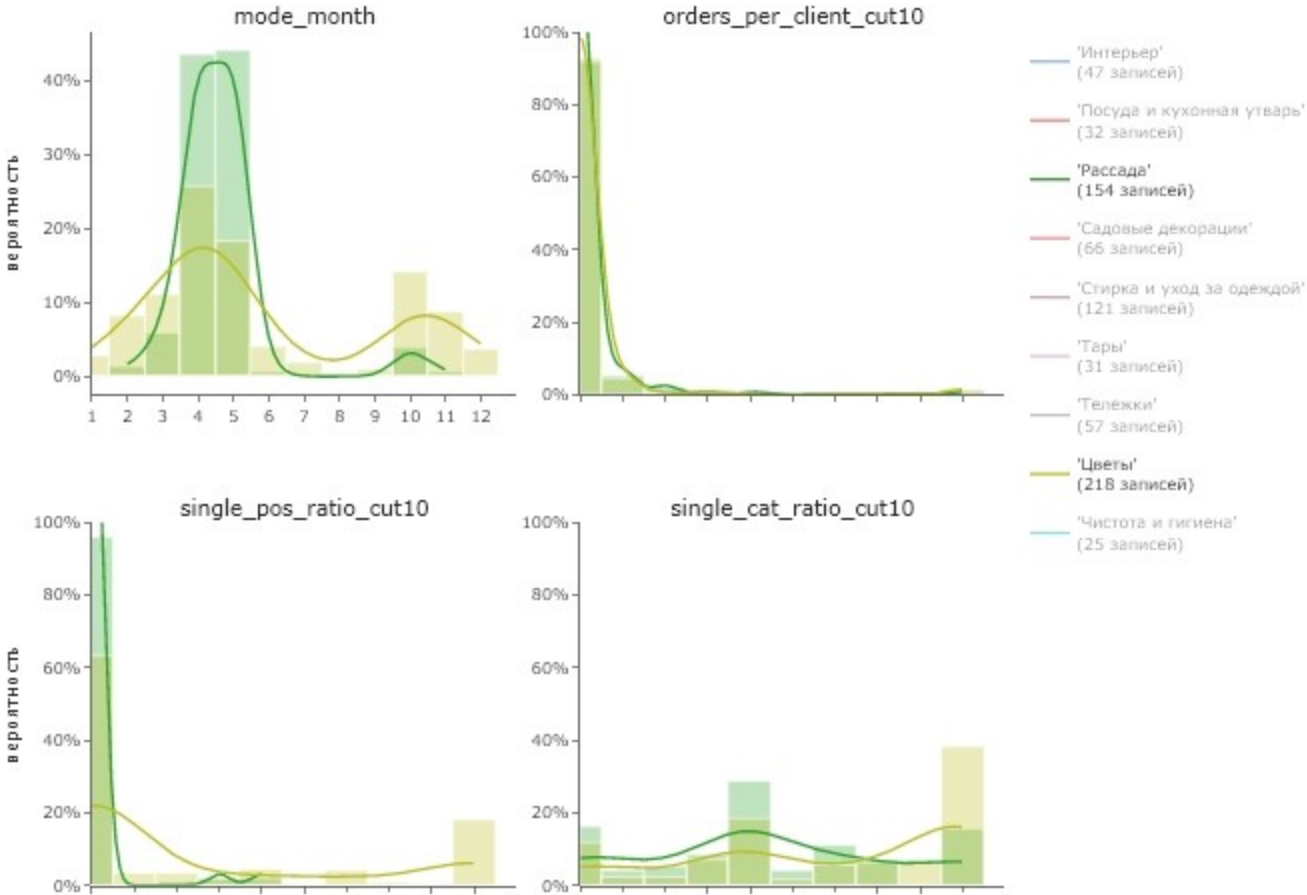 mode_month
orders_per_client_cut10
вероятность
40%
30%
20%
10%
0%
1 2 3 4 5 6 7 8 9 10 11 12
100%
80%
60%
40%
20%
0%
'Интерьер'
(47 записей)
'Посуда и кухонная утварь'
(32 записей)
'Рассада'
(154 записей)
'Садовые декорации'
(66 записей)
'Стирка и уход за одеждой'
(121 записей)
'Тары'
(31 записей)
'Тележки'
(57 записей)
'Цветы'
(218 записей)
'Чистота и гигиена'
(25 записей)
single_pos_ratio_cut10
single_cat_ratio_cut10
вероятность
100%
80%
60%
40%
20%
0%
100%
80%
60%
40%
20%
0%